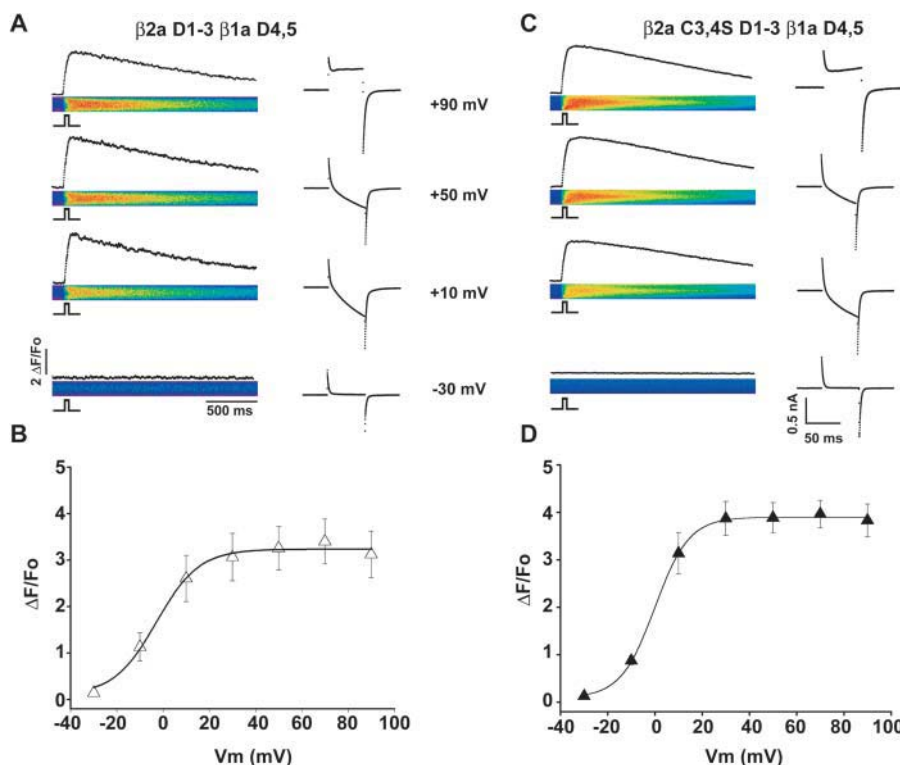 A
β2a D1-3 β1a D4,5
C
β2a C3,4S D1-3 β1a D4,5
+90 mV
+50 mV
+10 mV
-30 mV
2 ΔF/Fo
500 ms
0.5 nA
50 ms
B
ΔF/Fo
5
4
3
2
1
0
-40 -20 0 20 40 60 80 100
Vm (mV)
D
ΔF/Fo
5
4
3
2
1
0
-40 -20 0 20 40 60 80 100
Vm (mV)